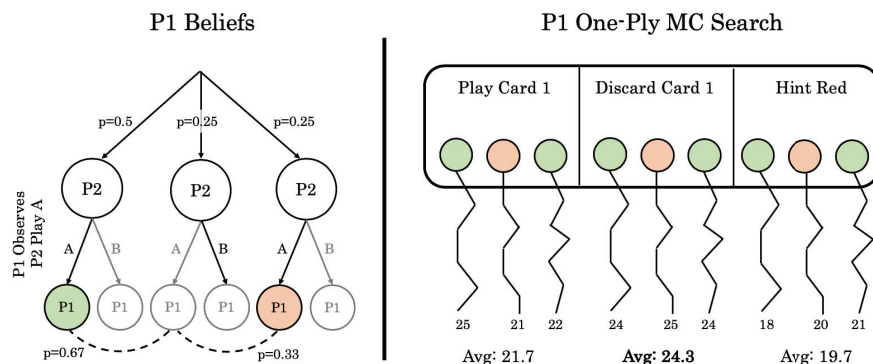 P1 Beliefs
p=0.5
p=0.25
p=0.25
P2
P2
P2
P1 Observes
P2 Play A
A
B
A
B
A
B
P1
P1
P1
P1
P1
P1
p=0.67
p=0.33
P1 One-Ply MC Search
Play Card 1
Discard Card 1
Hint Red
25
21
22
24
25
24
18
20
21
Avg: 21.7
Avg: 24.3
Avg: 19.7